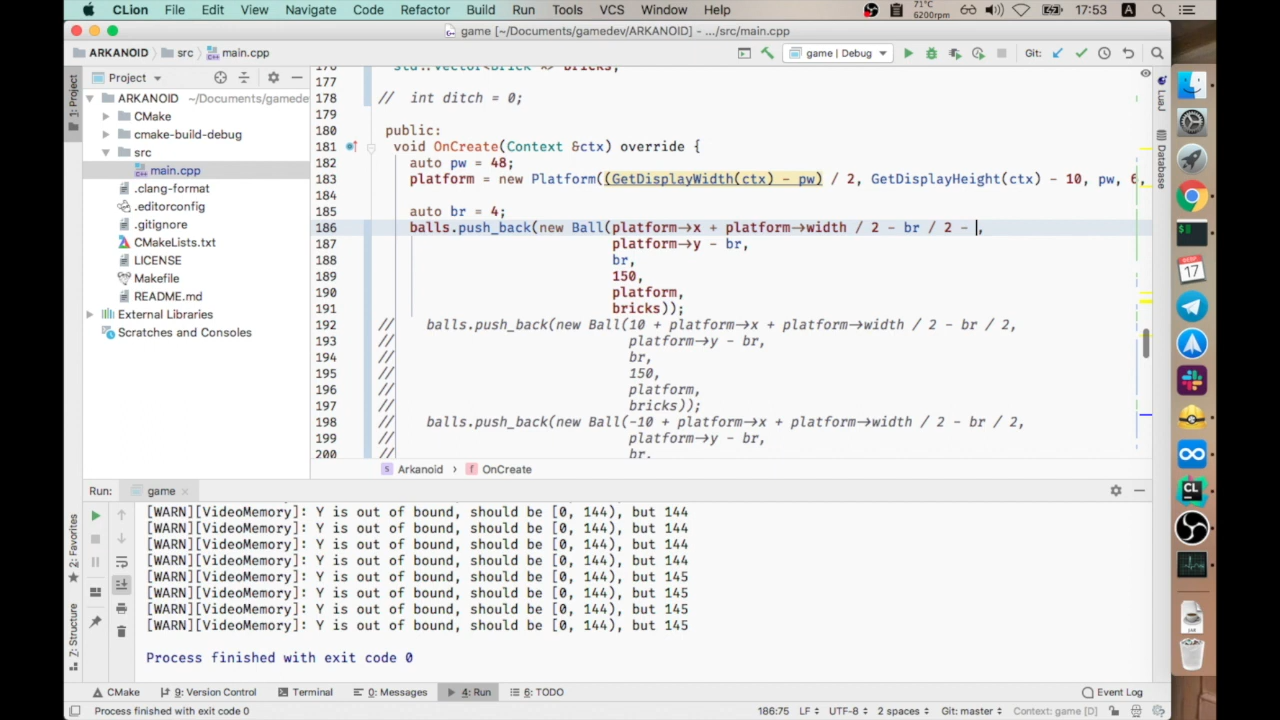 CLion File Edit View Navigate Code Refactor Build Run Tools VCS Window Help 71°C 6200rpm 17:53 A
game [~/Documents/gamedev/ARKANOID] - .../src/main.cpp
ARKANOID src main.cpp game | Debug Git:
1: Project
Project
ARKANOID ~/Documents/gamede
CMake
cmake-build-debug
src
main.cpp
.clang-format
.editorconfig
.gitignore
CMakeLists.txt
LICENSE
Makefile
README.md
External Libraries
Scratches and Consoles
177
178 // int ditch = 0;
179
180 public:
181 void OnCreate(Context &ctx) override {
182 auto pw = 48;
183 platform = new Platform((GetDisplayWidth(ctx) - pw) / 2, GetDisplayHeight(ctx) - 10, pw, 6,
184
185 auto br = 4;
186 balls.push_back(new Ball(platform→x + platform→width / 2 - br / 2 - ,
187 platform→y - br,
188 br,
189 150,
190 platform,
191 bricks));
192 // balls.push_back(new Ball(10 + platform→x + platform→width / 2 - br / 2,
193 // platform→y - br,
194 // br,
195 // 150,
196 // platform,
197 // bricks));
198 // balls.push_back(new Ball(-10 + platform→x + platform→width / 2 - br / 2,
199 // platform→y - br,
200 // br,
LuaJ
Database
17
Arkanoid › OnCreate
Run: game
[WARN][VideoMemory]: Y is out of bound, should be [0, 144), but 144
[WARN][VideoMemory]: Y is out of bound, should be [0, 144), but 144
[WARN][VideoMemory]: Y is out of bound, should be [0, 144), but 144
[WARN][VideoMemory]: Y is out of bound, should be [0, 144), but 144
[WARN][VideoMemory]: Y is out of bound, should be [0, 144), but 145
[WARN][VideoMemory]: Y is out of bound, should be [0, 144), but 145
[WARN][VideoMemory]: Y is out of bound, should be [0, 144), but 145
[WARN][VideoMemory]: Y is out of bound, should be [0, 144), but 145
Process finished with exit code 0
2: Favorites
7: Structure
CMake 9: Version Control Terminal 0: Messages 4: Run 6: TODO Event Log
Process finished with exit code 0 186:75 LF UTF-8 2 spaces Git: master Context: game [D]